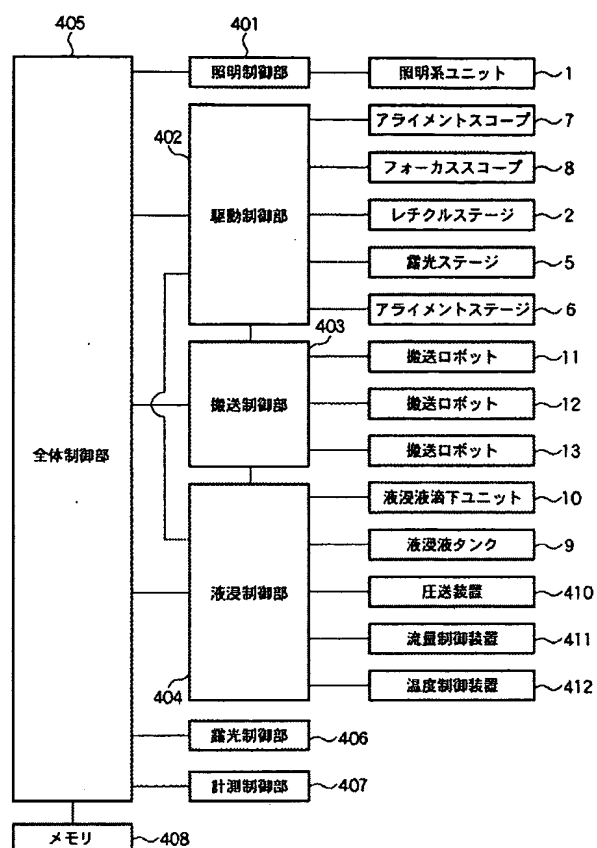 405
401
照明制御部
照明系ユニット 1
アライメントスコープ 7
402
フォーカススコープ 8
駆動制御部
レチクルステージ 2
露光ステージ 5
アライメントステージ 6
403
搬送ロボット 11
搬送制御部
搬送ロボット 12
全体制御部
搬送ロボット 13
液浸液滴下ユニット 10
液浸液タンク 9
液浸制御部
圧送装置 410
流量制御装置 411
404
温度制御装置 412
露光制御部 406
計測制御部 407
メモリ 408